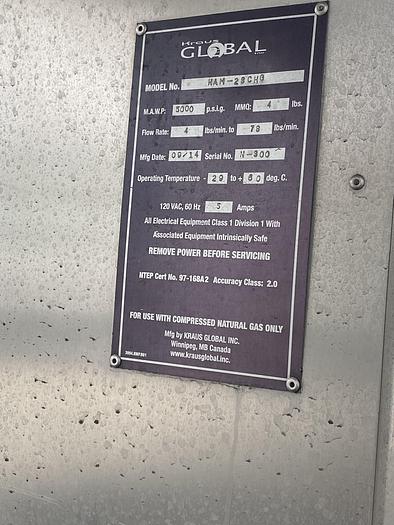 Kraus
GLOBAL
MODEL No.
M.A.W.P: 5000 p.s.i.g. MMQ: 4 lbs.
Flow Rate: 4 lbs/min. to 78 lbs/min.
Mfg Date: 09/14 Serial No. N-300
Operating Temperature - 29 to + 60 deg. C.
120 VAC, 60 Hz 5 Amps
All Electrical Equipment Class 1 Division 1 With
Associated Equipment Intrinsically Safe
REMOVE POWER BEFORE SERVICING
NTEP Cert No. 97-168A2 Accuracy Class: 2.0
FOR USE WITH COMPRESSED NATURAL GAS ONLY
Mfg by KRAUS GLOBAL INC.
Winnipeg, MB Canada
www.krausglobal.inc.